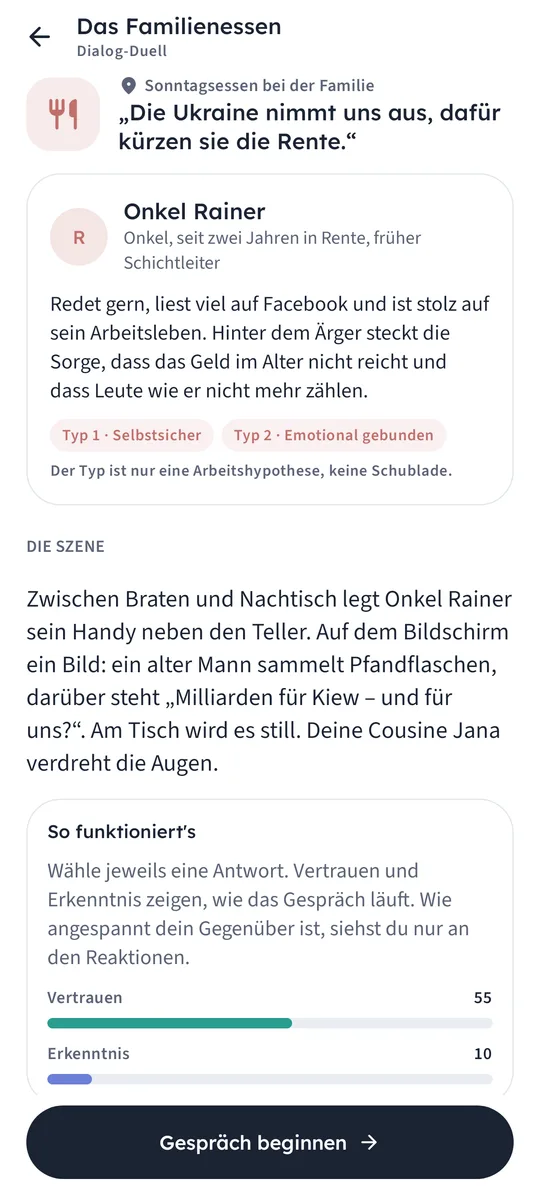 Das Familienessen
Dialog-Duell
Sonntagsessen bei der Familie
„Die Ukraine nimmt uns aus, dafür
kürzen sie die Rente.“
R
Onkel Rainer
Onkel, seit zwei Jahren in Rente, früher
Schichtleiter
Redet gern, liest viel auf Facebook und ist stolz auf
sein Arbeitsleben. Hinter dem Ärger steckt die
Sorge, dass das Geld im Alter nicht reicht und
dass Leute wie er nicht mehr zählen.
Typ 1 · Selbstsicher
Typ 2 · Emotional gebunden
Der Typ ist nur eine Arbeitshypothese, keine Schublade.
DIE SZENE
Zwischen Braten und Nachtisch legt Onkel Rainer
sein Handy neben den Teller. Auf dem Bildschirm
ein Bild: ein alter Mann sammelt Pfandflaschen,
darüber steht „Milliarden für Kiew – und für
uns?“. Am Tisch wird es still. Deine Cousine Jana
verdreht die Augen.
So funktioniert's
Wähle jeweils eine Antwort. Vertrauen und
Erkenntnis zeigen, wie das Gespräch läuft. Wie
angespannt dein Gegenüber ist, siehst du nur an
den Reaktionen.
Vertrauen 55
Erkenntnis 10
Gespräch beginnen →